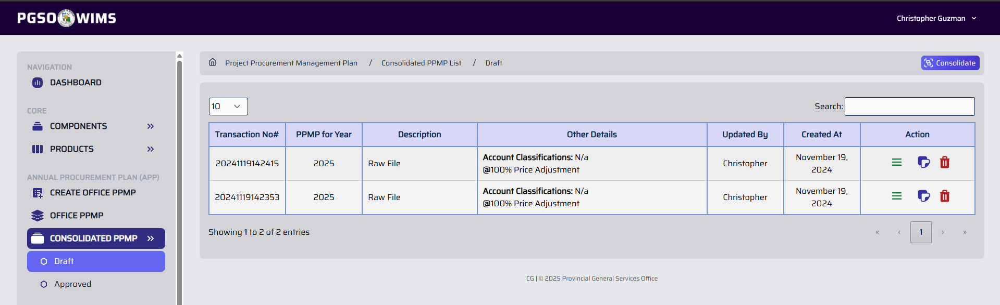 PGSO WIMS
Christopher Guzman
NAVIGATION
DASHBOARD
CORE
COMPONENTS
PRODUCTS
ANNUAL PROCUREMENT PLAN (APP)
CREATE OFFICE PPMP
OFFICE PPMP
CONSOLIDATED PPMP
Draft
Approved
Project Procurement Management Plan / Consolidated PPMP List / Draft
Consolidate
10
Search:
Transaction No# PPMP for Year Description Other Details Updated By Created At Action
20241119142415 2025 Raw File Account Classifications: N/a Christopher November 19,
@100% Price Adjustment 2024
20241119142353 2025 Raw File Account Classifications: N/a Christopher November 19,
@100% Price Adjustment 2024
Showing 1 to 2 of 2 entries
« ‹ 1 › »
CG | © 2025 Provincial General Services Office